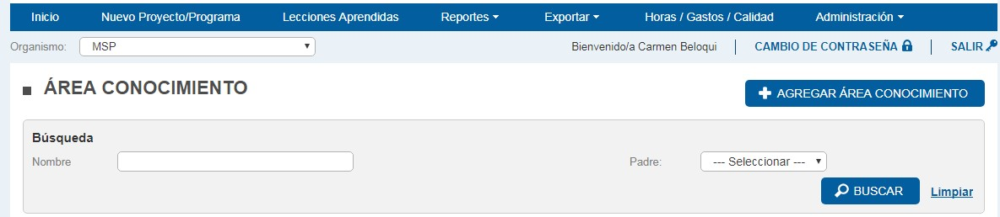 Inicio Nuevo Proyecto/Programa Lecciones Aprendidas Reportes Exportar Horas / Gastos / Calidad Administración
Organismo: MSP Bienvenido/a Carmen Beloqui CAMBIO DE CONTRASEÑA SALIR
ÁREA CONOCIMIENTO
AGREGAR ÁREA CONOCIMIENTO
Búsqueda
Nombre Padre: --- Seleccionar ---
BUSCAR Limpiar